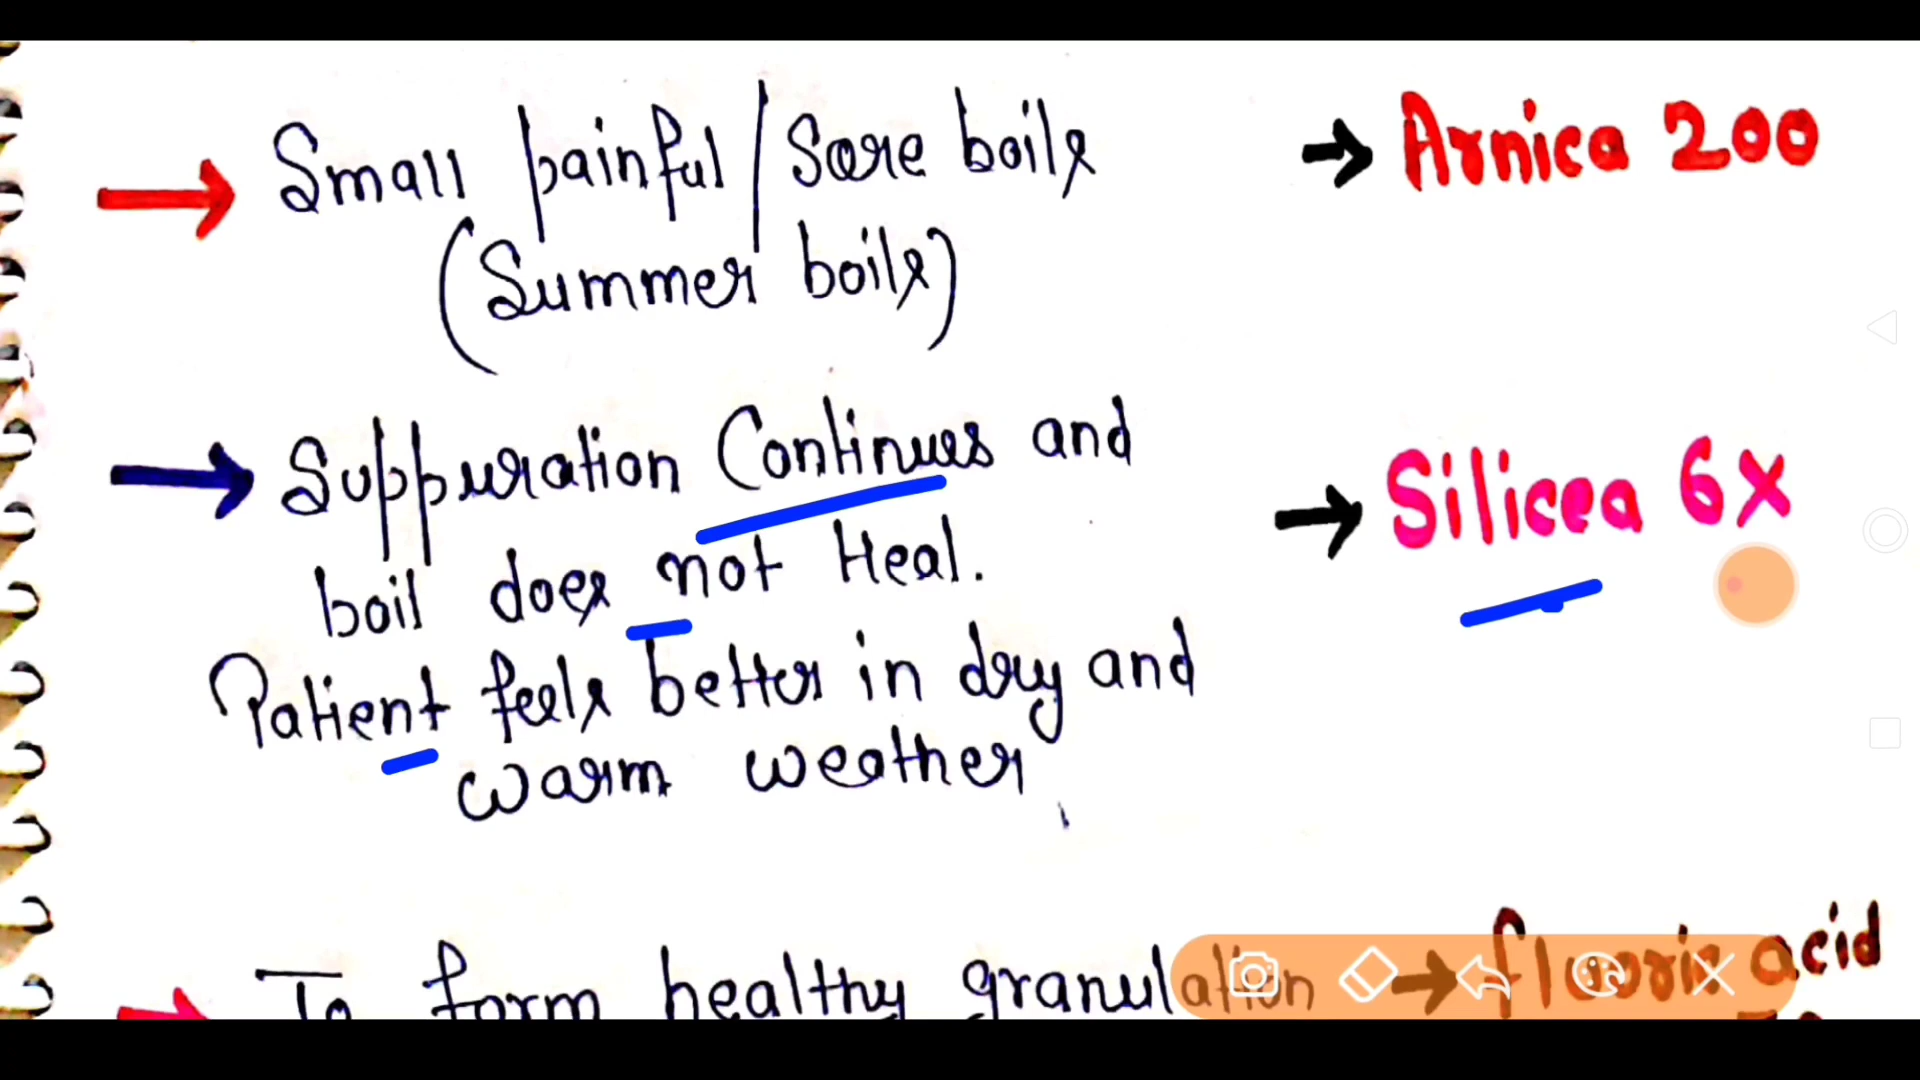 Small painful / Sore boils → Arnica 200
(Summer boils)
Suppuration Continues and
boil does not Heal. → Silicea 6X
Patient feels better in dry and
warm weather
To form healthy granulation → fluoric acid